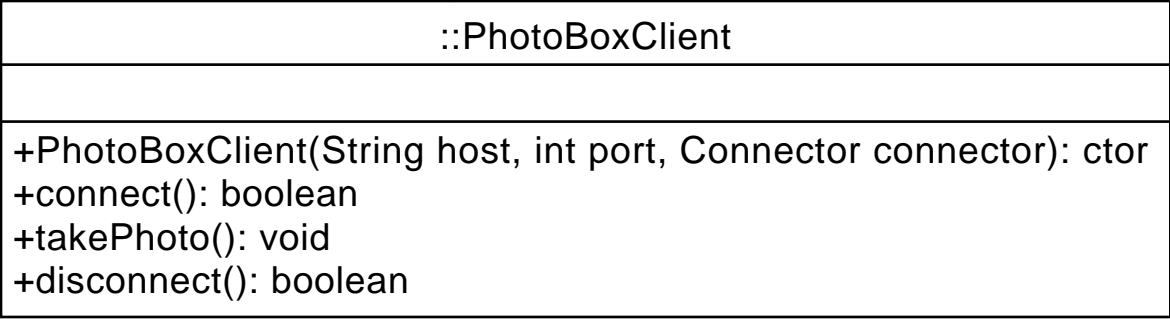 ::PhotoBoxClient
+PhotoBoxClient(String host, int port, Connector connector): ctor
+connect(): boolean
+takePhoto(): void
+disconnect(): boolean